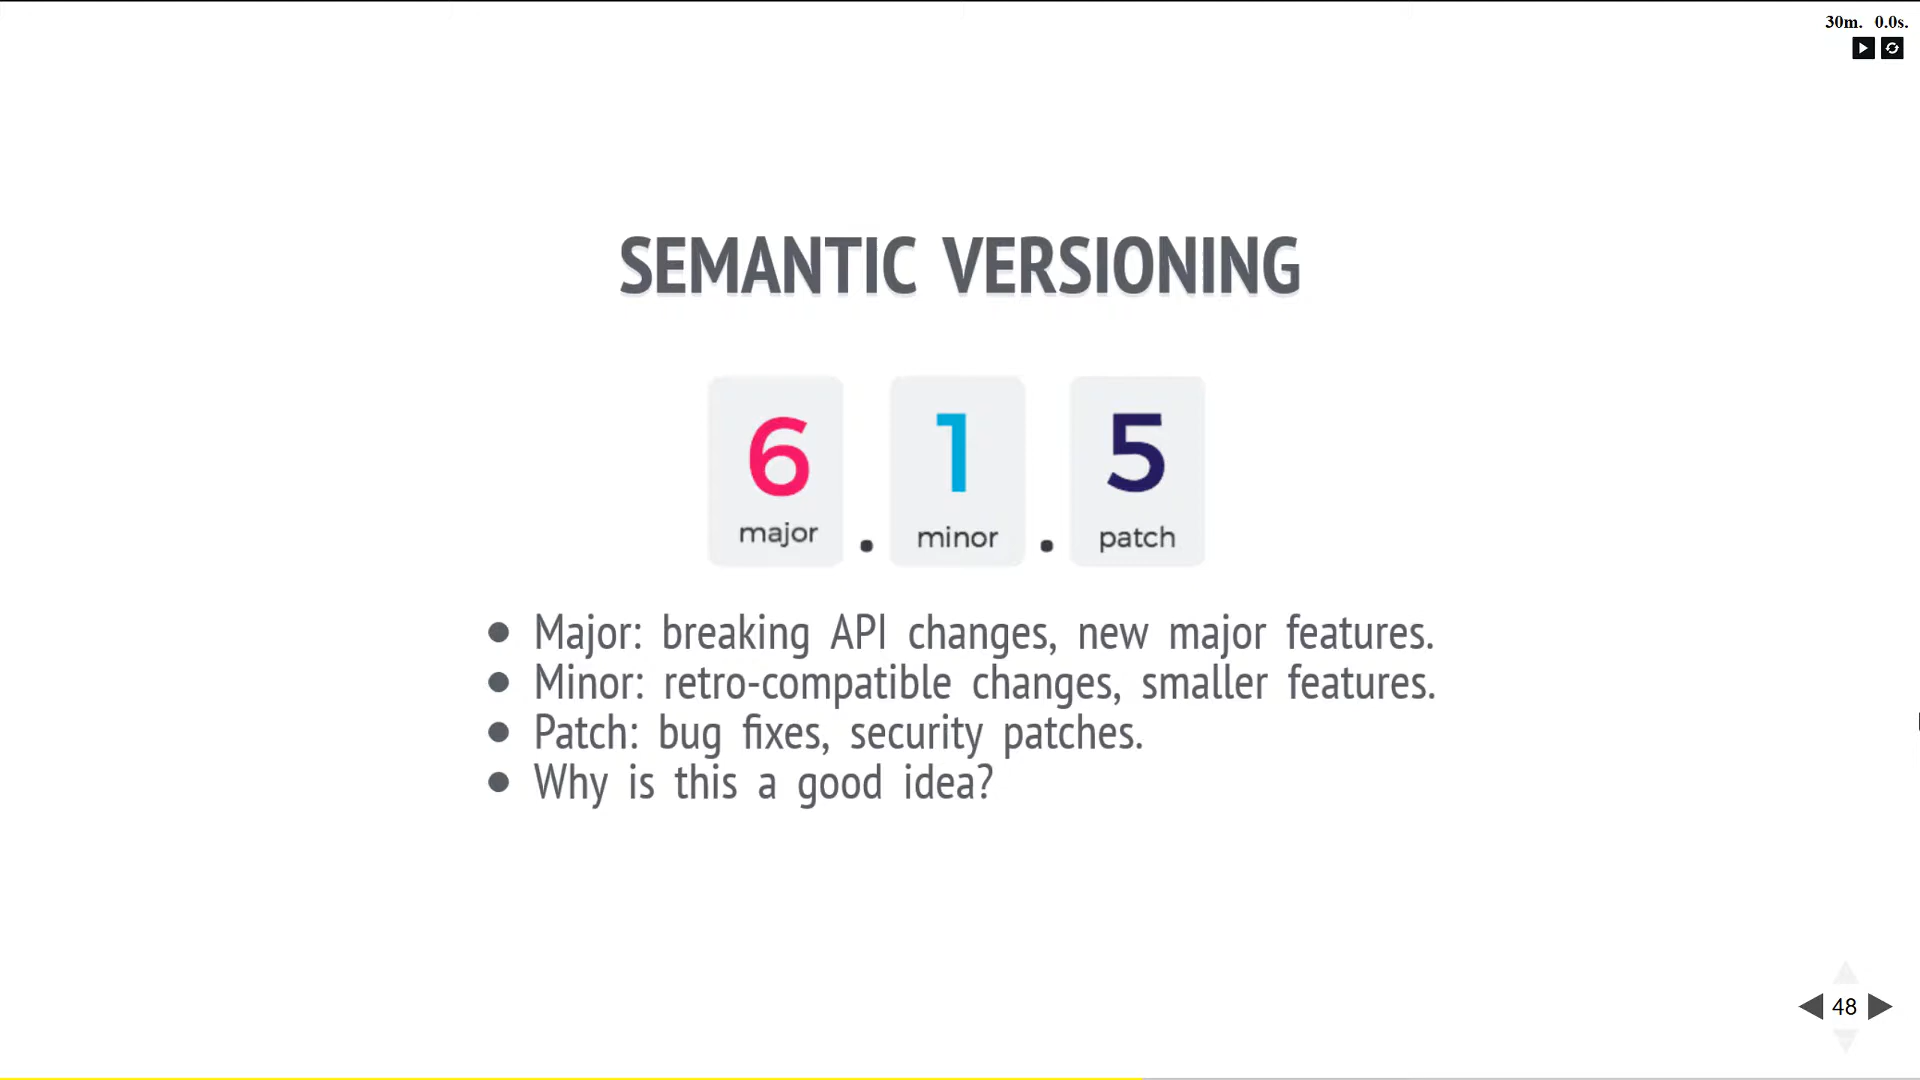 30m. 0.0s.
SEMANTIC VERSIONING
6 . 1 . 5
major minor patch
Major: breaking API changes, new major features.
Minor: retro-compatible changes, smaller features.
Patch: bug fixes, security patches.
Why is this a good idea?
48